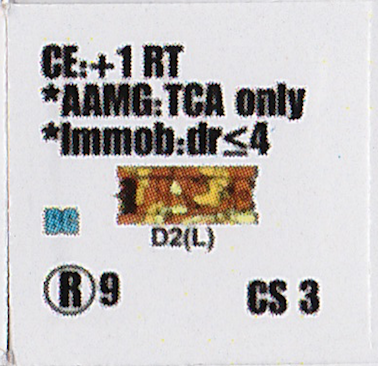 CE:+1 RT
*AAMG:TCA only
*Immob:dr≤4
D2(L)
R 9
CS 3